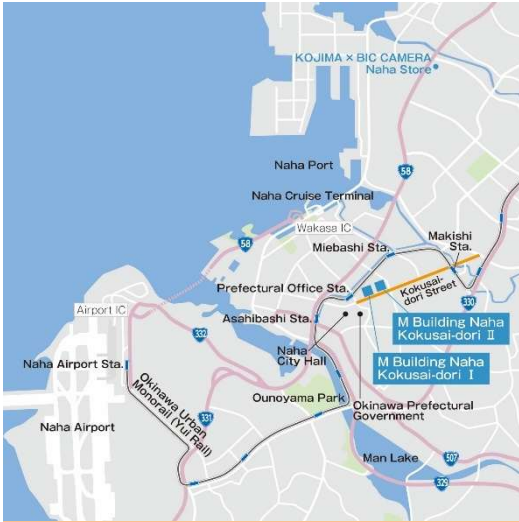 KOJIMA × BIC CAMERA
Naha Store
58
Naha Port
Naha Cruise Terminal
Wakasa IC
58
Miebashi Sta.
Makishi
Sta.
Prefectural Office Sta.
Kokusai-
dori Street
330
Airport IC
Asahibashi Sta.
332
M Building Naha
Kokusai-dori II
Naha
City Hall
M Building Naha
Kokusai-dori I
Naha Airport Sta.
Okinawa Urban
Monorail (Yui Rail)
Ounoyama Park
331
Okinawa Prefectural
Government
Naha Airport
Man Lake
507
329